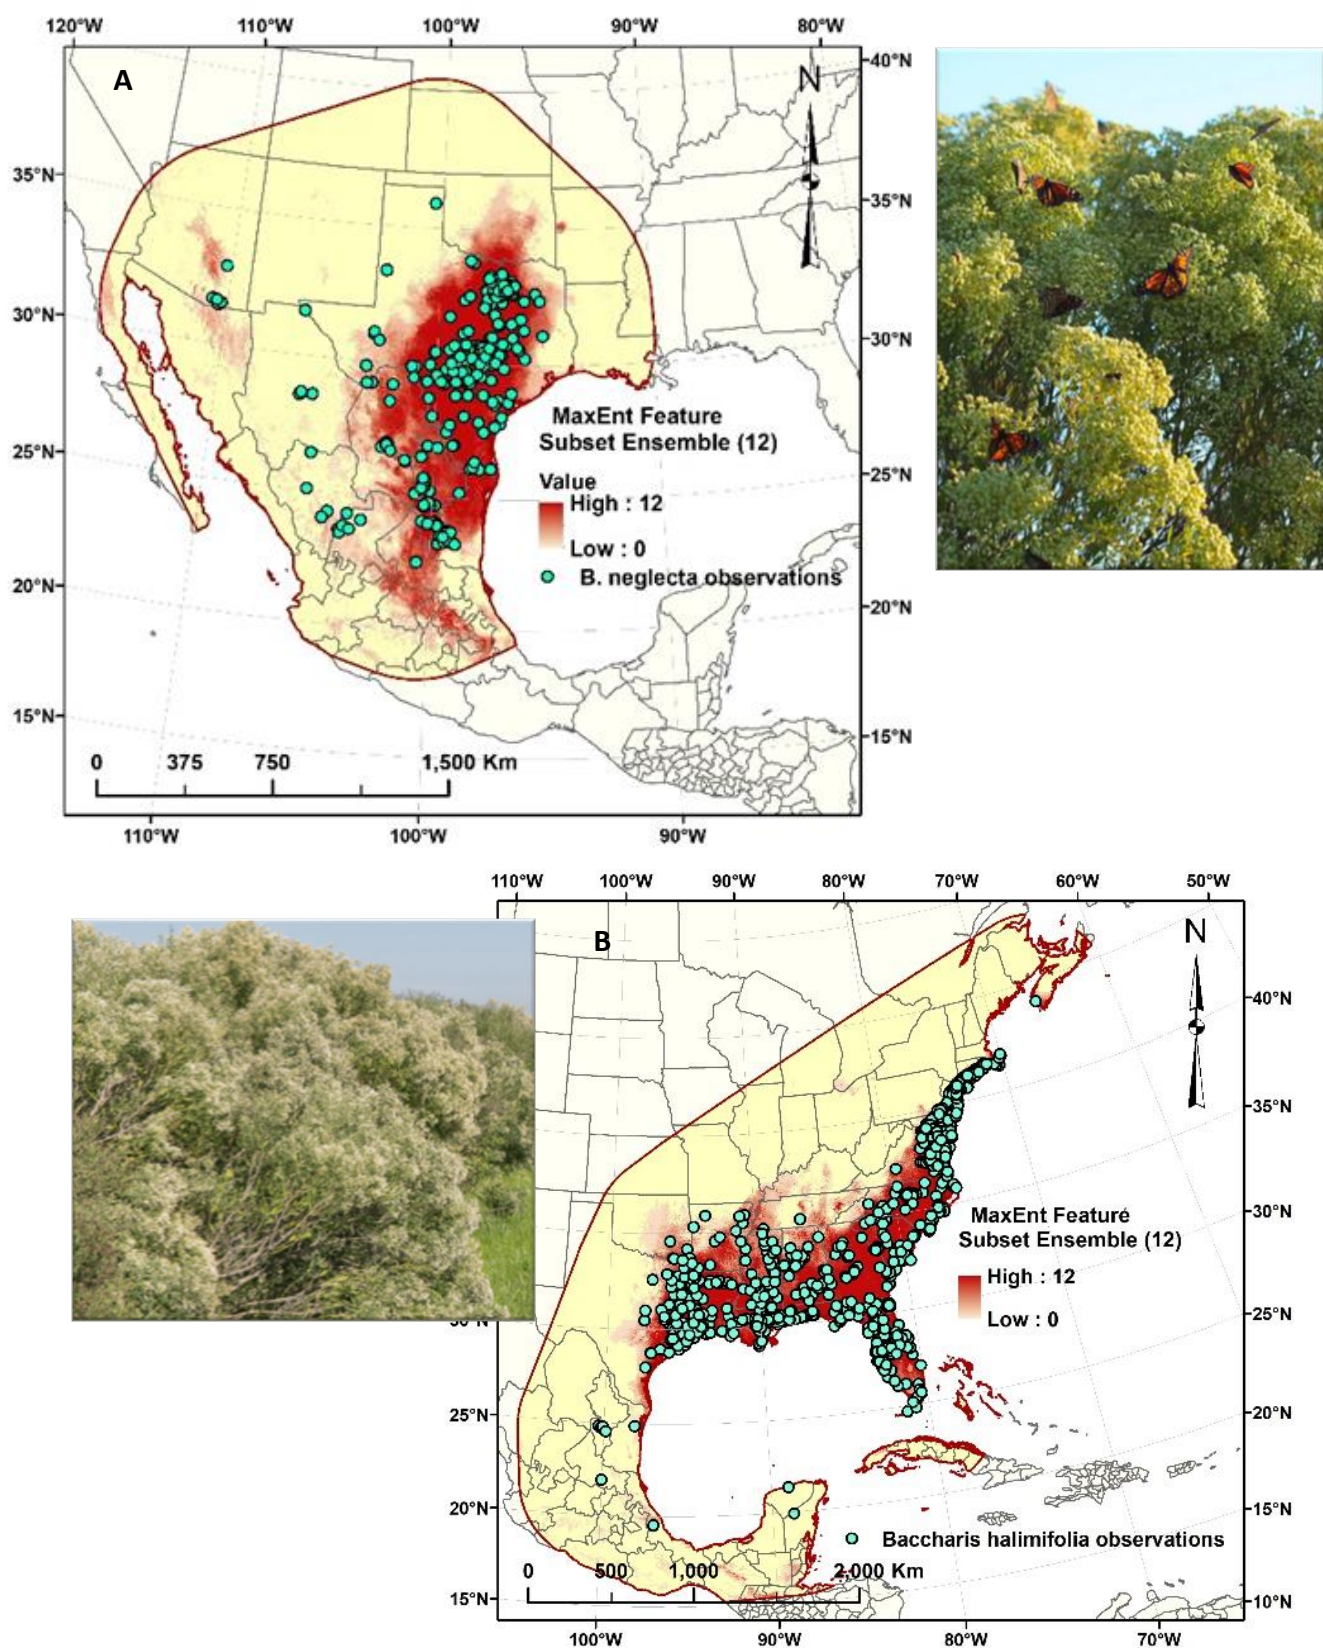 120°W 110°W 100°W 90°W 80°W
A
N
40°N
35°N
35°N
30°N
30°N
25°N
25°N
20°N
20°N
15°N
15°N
MaxEnt Feature
Subset Ensemble (12)
Value
High : 12
Low : 0
B. neglecta observations
0 375 750 1,500 Km
110°W 100°W 90°W
110°W 100°W 90°W 80°W 70°W 60°W 50°W
B
N
40°N
35°N
30°N
25°N
25°N
20°N
20°N
15°N
15°N
10°N
MaxEnt Feature
Subset Ensemble (12)
High : 12
Low : 0
Baccharis halimifolia observations
0 500 1,000 2,000 Km
100°W 90°W 80°W 70°W